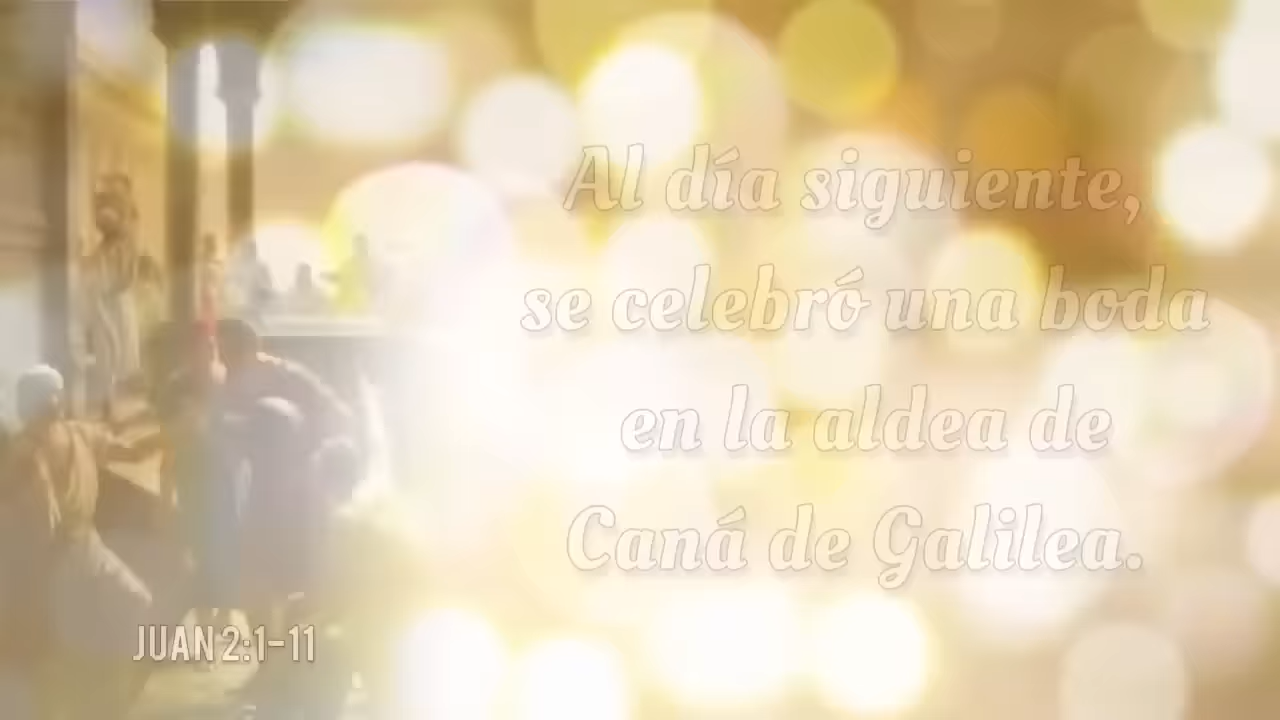 Al día siguiente,
se celebró una boda
en la aldea de
Caná de Galilea.
JUAN 2:1-11